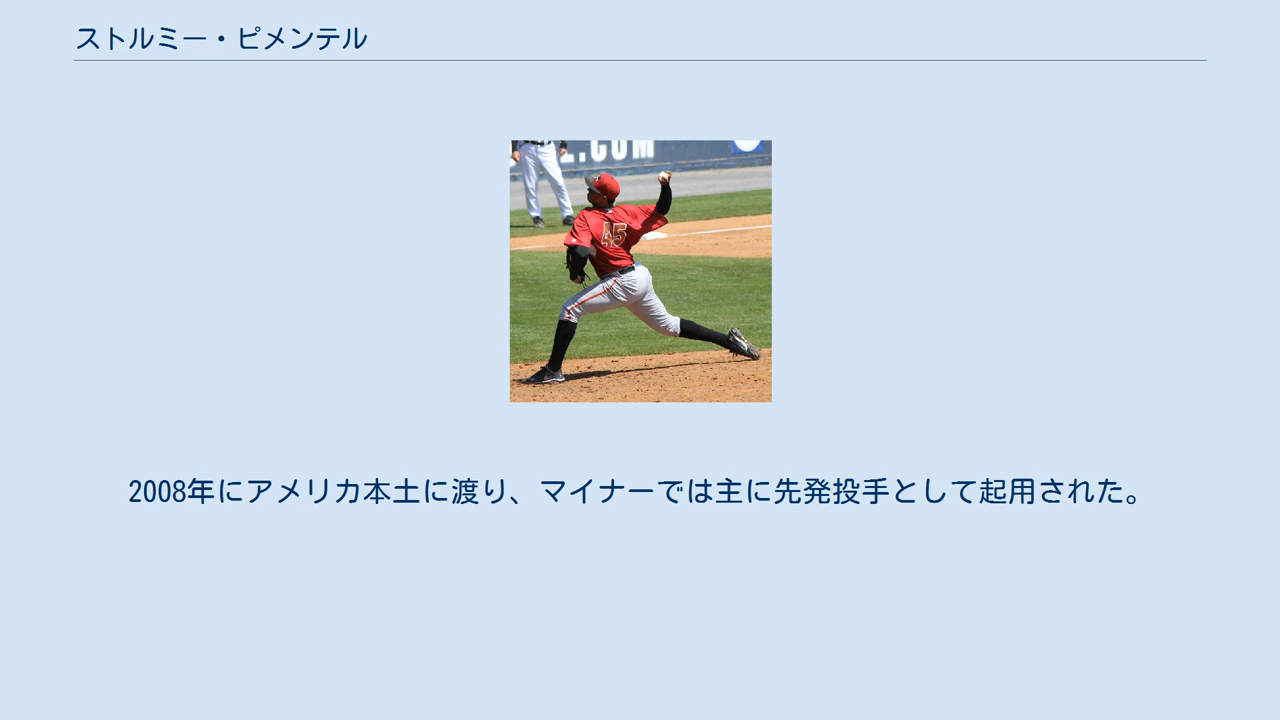 ストルミー・ピメンテル
.COM
45
2008年にアメリカ本土に渡り、マイナーでは主に先発投手として起用された。